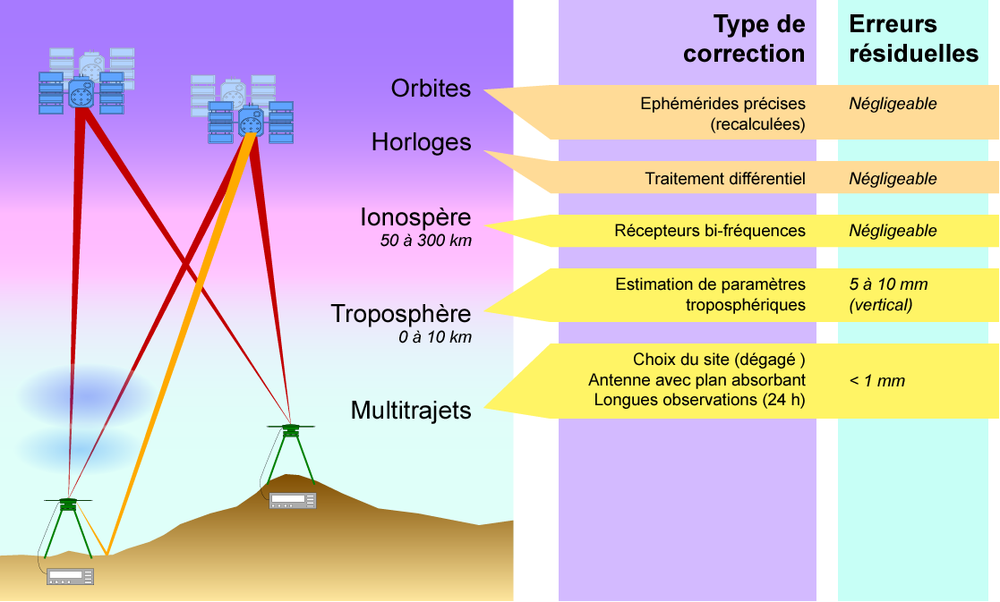 Type de
correction
Erreurs
résiduelles
Orbites
Ephémérides précises
(recalculées)
Négligeable
Horloges
Traitement différentiel
Négligeable
Ionospère
50 à 300 km
Récepteurs bi-fréquences
Négligeable
Troposphère
0 à 10 km
Estimation de paramètres
troposphériques
5 à 10 mm
(vertical)
Multitrajets
Choix du site (dégagé )
Antenne avec plan absorbant
Longues observations (24 h)
< 1 mm